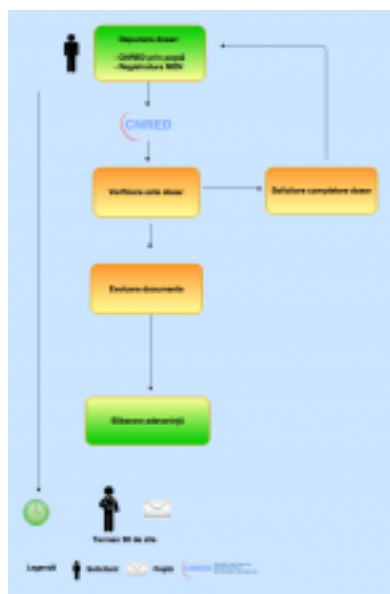 Depunere dosar:
- CNRED prin poștă
- Registratura MEN
CNRED
Verificare acte dosar
Solicitare completare dosar
Evaluare documente
Eliberare adeverință
Termen 30 de zile
Legendă
Solicitant
Poștă